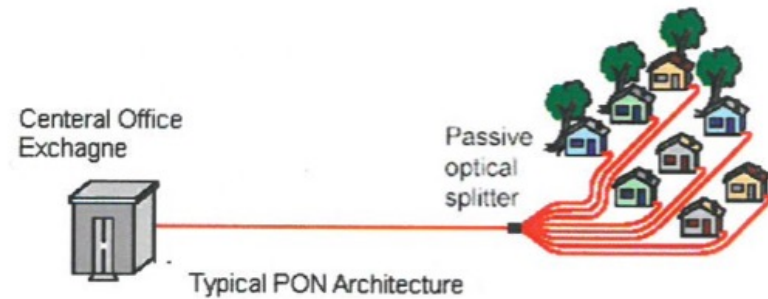 Centeral Office
Exchagne
Passive
optical
splitter
Typical PON Architecture